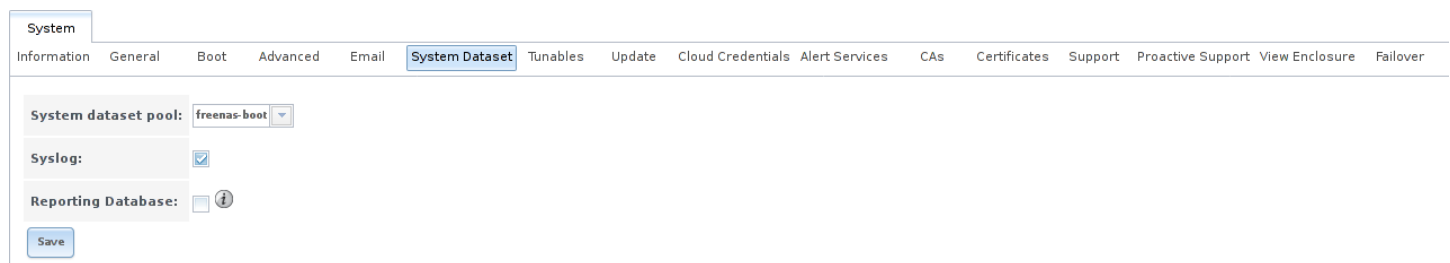 System
Information General Boot Advanced Email System Dataset Tunables Update Cloud Credentials Alert Services CAs Certificates Support Proactive Support View Enclosure Failover
System dataset pool: freenas-boot
Syslog:
Reporting Database: i
Save